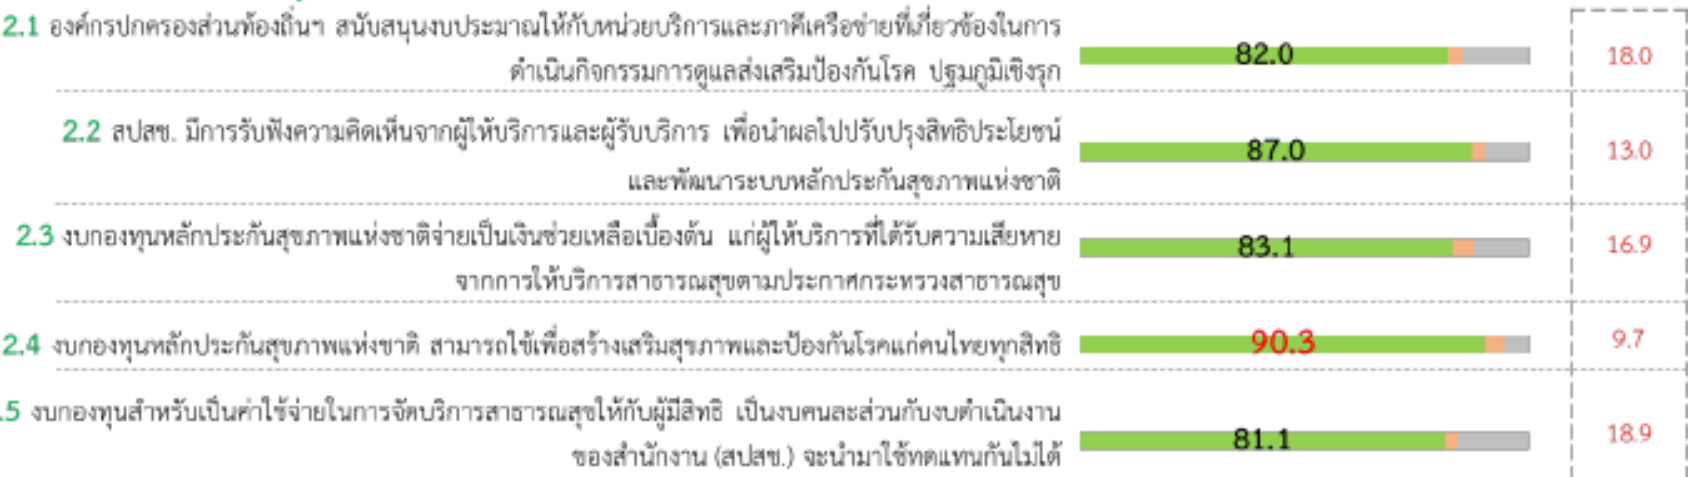 2.1 องค์กรปกครองส่วนท้องถิ่นฯ สนับสนุนงบประมาณให้กับหน่วยบริการและภาคีเครือข่ายที่เกี่ยวข้องในการ
ดำเนินกิจกรรมการดูแลส่งเสริมป้องกันโรค ปฐมภูมิเชิงรุก
82.0
18.0
2.2 สปสช. มีการรับฟังความคิดเห็นจากผู้ให้บริการและผู้รับบริการ เพื่อนำผลไปปรับปรุงสิทธิประโยชน์
และพัฒนาระบบหลักประกันสุขภาพแห่งชาติ
87.0
13.0
2.3 งบกองทุนหลักประกันสุขภาพแห่งชาติจ่ายเป็นเงินช่วยเหลือเบื้องต้น แก่ผู้ให้บริการที่ได้รับความเสียหาย
จากการให้บริการสาธารณสุขตามประกาศกระทรวงสาธารณสุข
83.1
16.9
2.4 งบกองทุนหลักประกันสุขภาพแห่งชาติ สามารถใช้เพื่อสร้างเสริมสุขภาพและป้องกันโรคแก่คนไทยทุกสิทธิ
90.3
9.7
.5 งบกองทุนสำหรับเป็นค่าใช้จ่ายในการจัดบริการสาธารณสุขให้กับผู้มีสิทธิ เป็นงบคนละส่วนกับงบดำเนินงาน
ของสำนักงาน (สปสช.) จะนำมาใช้ทดแทนกันไม่ได้
81.1
18.9